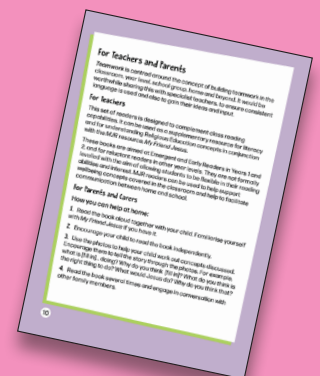 For Teachers and Parents
Teamwork is centred around the concept of building teamwork in the
classroom, year level, school group, home and beyond. It would be
worthwhile sharing this with specialist teachers, to ensure consistent
language is used and also to gain their ideas and input.
For Teachers
This set of readers is designed to complement class reading
capabilities. It can be used as a supplementary resource for literacy
and for understanding Religious Education concepts in conjunction
with the MJR resource, My Friend Jesus.
These books are aimed at Emergent and Early Readers in Years 1 and
2, and for reluctant readers in other year levels. They are not formally
levelled with the aim of allowing students to be flexible in their reading
abilities and interest. MJR readers can be used to help support
wellbeing concepts covered in the classroom and help to facilitate
communication between home and school.
For Parents and Carers
How you can help at home:
1. Read the book aloud together with your child. Familiarise yourself
with My Friend Jesus if you have it.
2. Encourage your child to read the book independently.
3. Use the photos to help your child work out concepts discussed.
Encourage them to tell the story through the photos. For example,
what is [título], doing? Why do you think [he]? What do you think is
the right thing to do? What would Jesus do? Why do you think that?
4. Read the book several times and engage in conversation with
other family members.
10